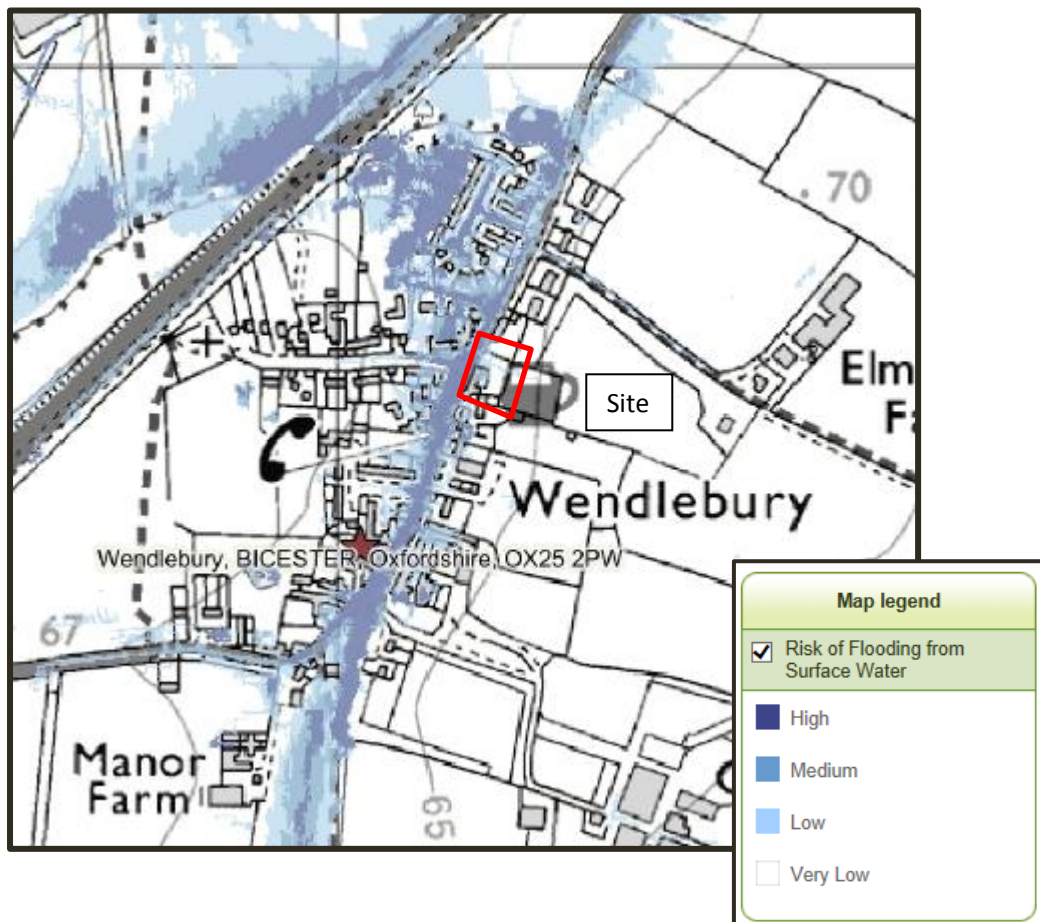 70
Elm
Fa
Site
Wendlebury
Wendlebury, BICESTER, Oxfordshire, OX25 2PW
67
Manor
Farm
65
Map legend
Risk of Flooding from
Surface Water
High
Medium
Low
Very Low